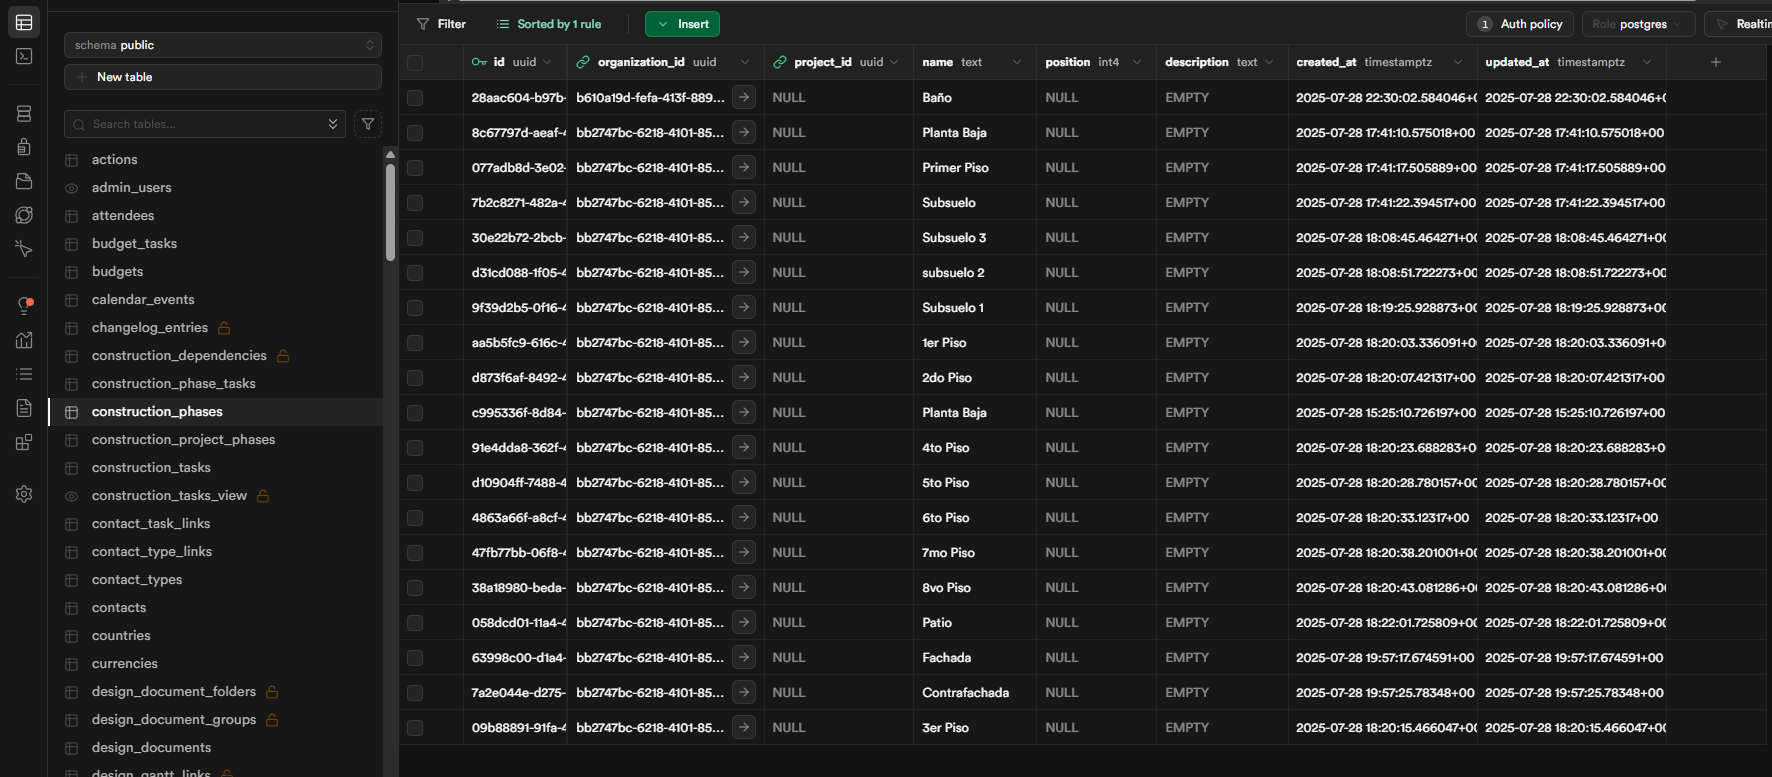 Filter Sorted by 1 rule Insert 1 Auth policy Role postgres
schema public
New table
Search tables...
actions
admin_users
attendees
budget_tasks
budgets
calendar_events
changelog_entries
construction_dependencies
construction_phase_tasks
construction_phases
construction_project_phases
construction_tasks
construction_tasks_view
contact_task_links
contact_type_links
contact_types
contacts
countries
currencies
design_document_folders
design_document_groups
design_documents
design_gantt_links
id uuid organization_id uuid project_id uuid name text position int4 description text created_at timestamptz updated_at timestamptz
28aac604-b97b- b610a19d-fefa-413f-889... NULL Baño NULL EMPTY 2025-07-28 22:30:02.584046+0 2025-07-28 22:30:02.584046+0
8c67797d-aeaf-4 bb2747bc-6218-4101-85... NULL Planta Baja NULL EMPTY 2025-07-28 17:41:10.575018+00 2025-07-28 17:41:10.575018+00
077adb8d-3e02- bb2747bc-6218-4101-85... NULL Primer Piso NULL EMPTY 2025-07-28 17:41:17.505889+00 2025-07-28 17:41:17.505889+00
7b2c8271-482a-4 bb2747bc-6218-4101-85... NULL Subsuelo NULL EMPTY 2025-07-28 17:41:22.394517+00 2025-07-28 17:41:22.394517+00
30e22b72-2bcb- bb2747bc-6218-4101-85... NULL Subsuelo 3 NULL EMPTY 2025-07-28 18:08:45.464271+00 2025-07-28 18:08:45.464271+00
d31cd088-1f05-4 bb2747bc-6218-4101-85... NULL subsuelo 2 NULL EMPTY 2025-07-28 18:08:51.722273+00 2025-07-28 18:08:51.722273+00
9f39d2b5-0f16-4 bb2747bc-6218-4101-85... NULL Subsuelo 1 NULL EMPTY 2025-07-28 18:19:25.928873+00 2025-07-28 18:19:25.928873+00
aa5b5fc9-616c-4 bb2747bc-6218-4101-85... NULL 1er Piso NULL EMPTY 2025-07-28 18:20:03.336091+0 2025-07-28 18:20:03.336091+0
d873f6af-8492-4 bb2747bc-6218-4101-85... NULL 2do Piso NULL EMPTY 2025-07-28 18:20:07.421317+00 2025-07-28 18:20:07.421317+00
c995336f-8d84- bb2747bc-6218-4101-85... NULL Planta Baja NULL EMPTY 2025-07-28 15:25:10.726197+00 2025-07-28 15:25:10.726197+00
91e4dda8-362f-4 bb2747bc-6218-4101-85... NULL 4to Piso NULL EMPTY 2025-07-28 18:20:23.688283+0 2025-07-28 18:20:23.688283+0
d10904ff-7488-4 bb2747bc-6218-4101-85... NULL 5to Piso NULL EMPTY 2025-07-28 18:20:28.780157+00 2025-07-28 18:20:28.780157+00
4863a66f-a8cf-4 bb2747bc-6218-4101-85... NULL 6to Piso NULL EMPTY 2025-07-28 18:20:33.12317+00 2025-07-28 18:20:33.12317+00
47fb77bb-06f8-4 bb2747bc-6218-4101-85... NULL 7mo Piso NULL EMPTY 2025-07-28 18:20:38.201001+00 2025-07-28 18:20:38.201001+00
38a18980-beda- bb2747bc-6218-4101-85... NULL 8vo Piso NULL EMPTY 2025-07-28 18:20:43.081286+0 2025-07-28 18:20:43.081286+0
058dcd01-11a4-4 bb2747bc-6218-4101-85... NULL Patio NULL EMPTY 2025-07-28 18:22:01.725809+00 2025-07-28 18:22:01.725809+00
63998c00-d1a4- bb2747bc-6218-4101-85... NULL Fachada NULL EMPTY 2025-07-28 19:57:17.674591+00 2025-07-28 19:57:17.674591+00
7a2e044e-d275- bb2747bc-6218-4101-85... NULL Contrafachada NULL EMPTY 2025-07-28 19:57:25.78348+00 2025-07-28 19:57:25.78348+00
09b88891-91fa-4 bb2747bc-6218-4101-85... NULL 3er Piso NULL EMPTY 2025-07-28 18:20:15.466047+00 2025-07-28 18:20:15.466047+00